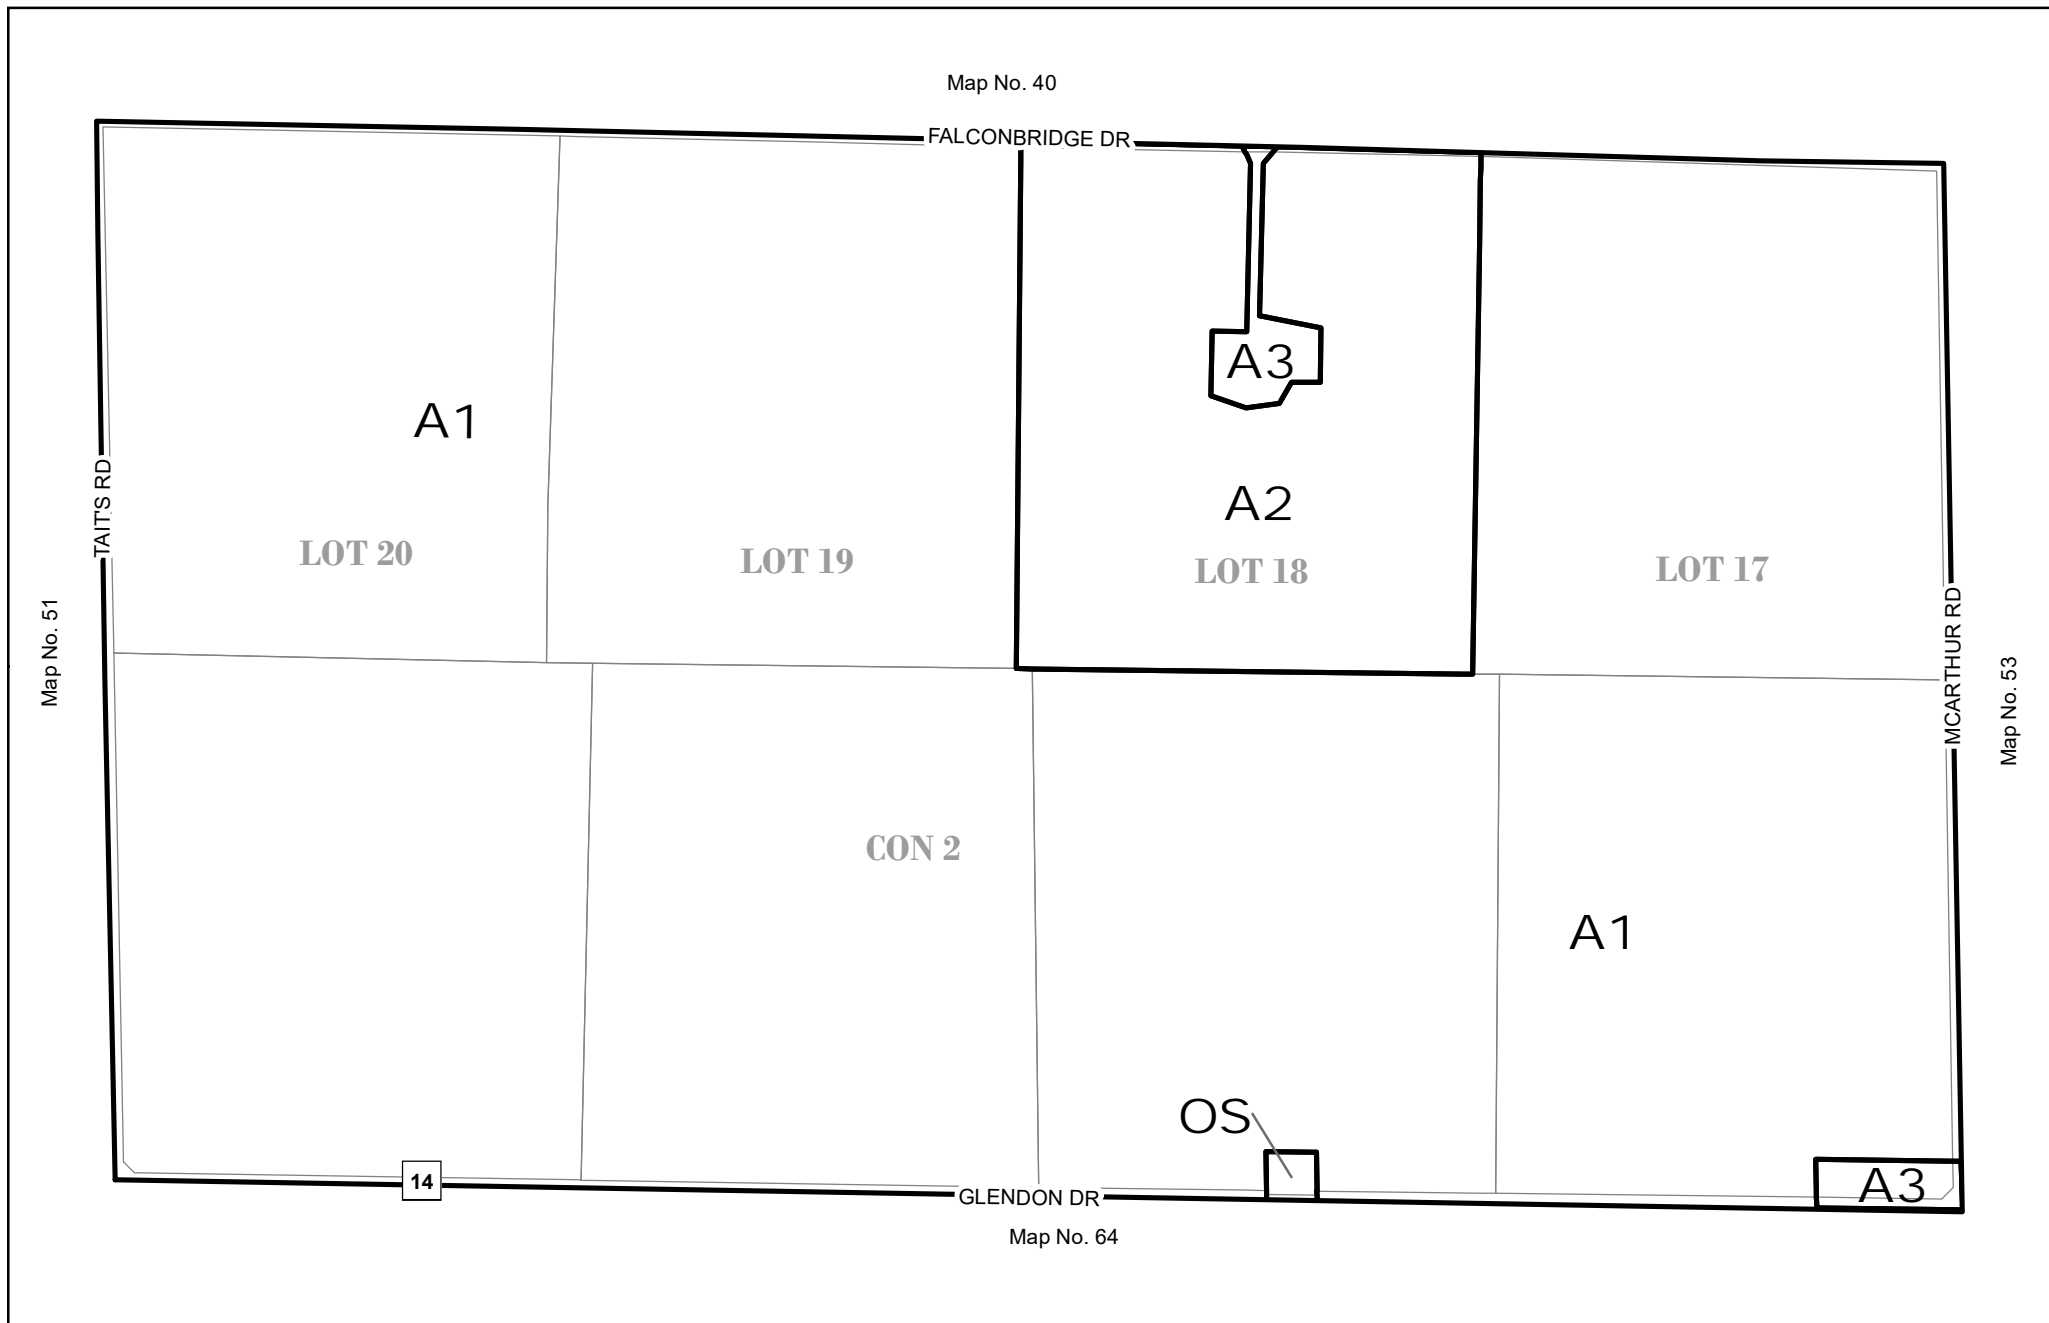 Map No. 40
FALCONBRIDGE DR
A3
A1
A2
TAIT'S RD
LOT 20
LOT 19
LOT 18
LOT 17
Map No. 51
MCARTHUR RD
Map No. 53
CON 2
A1
OS
14
A3
GLENDON DR
Map No. 64